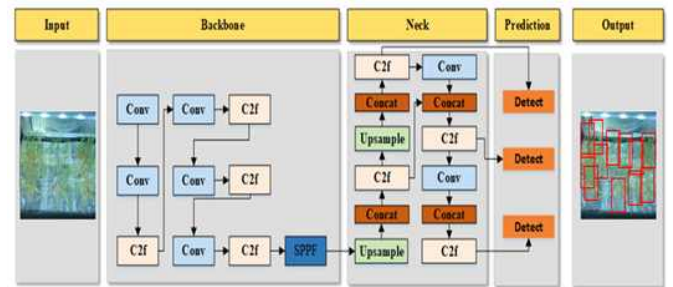 Input
Backbone
Neck
Prediction
Output
Conv
Conv
C2f
Conv
Conv
C2f
C2f
Conv
C2f
SPPF
C2f
Concat
Upsample
C2f
Concat
Upsample
Conv
Concat
C2f
Conv
Concat
C2f
Detect
Detect
Detect